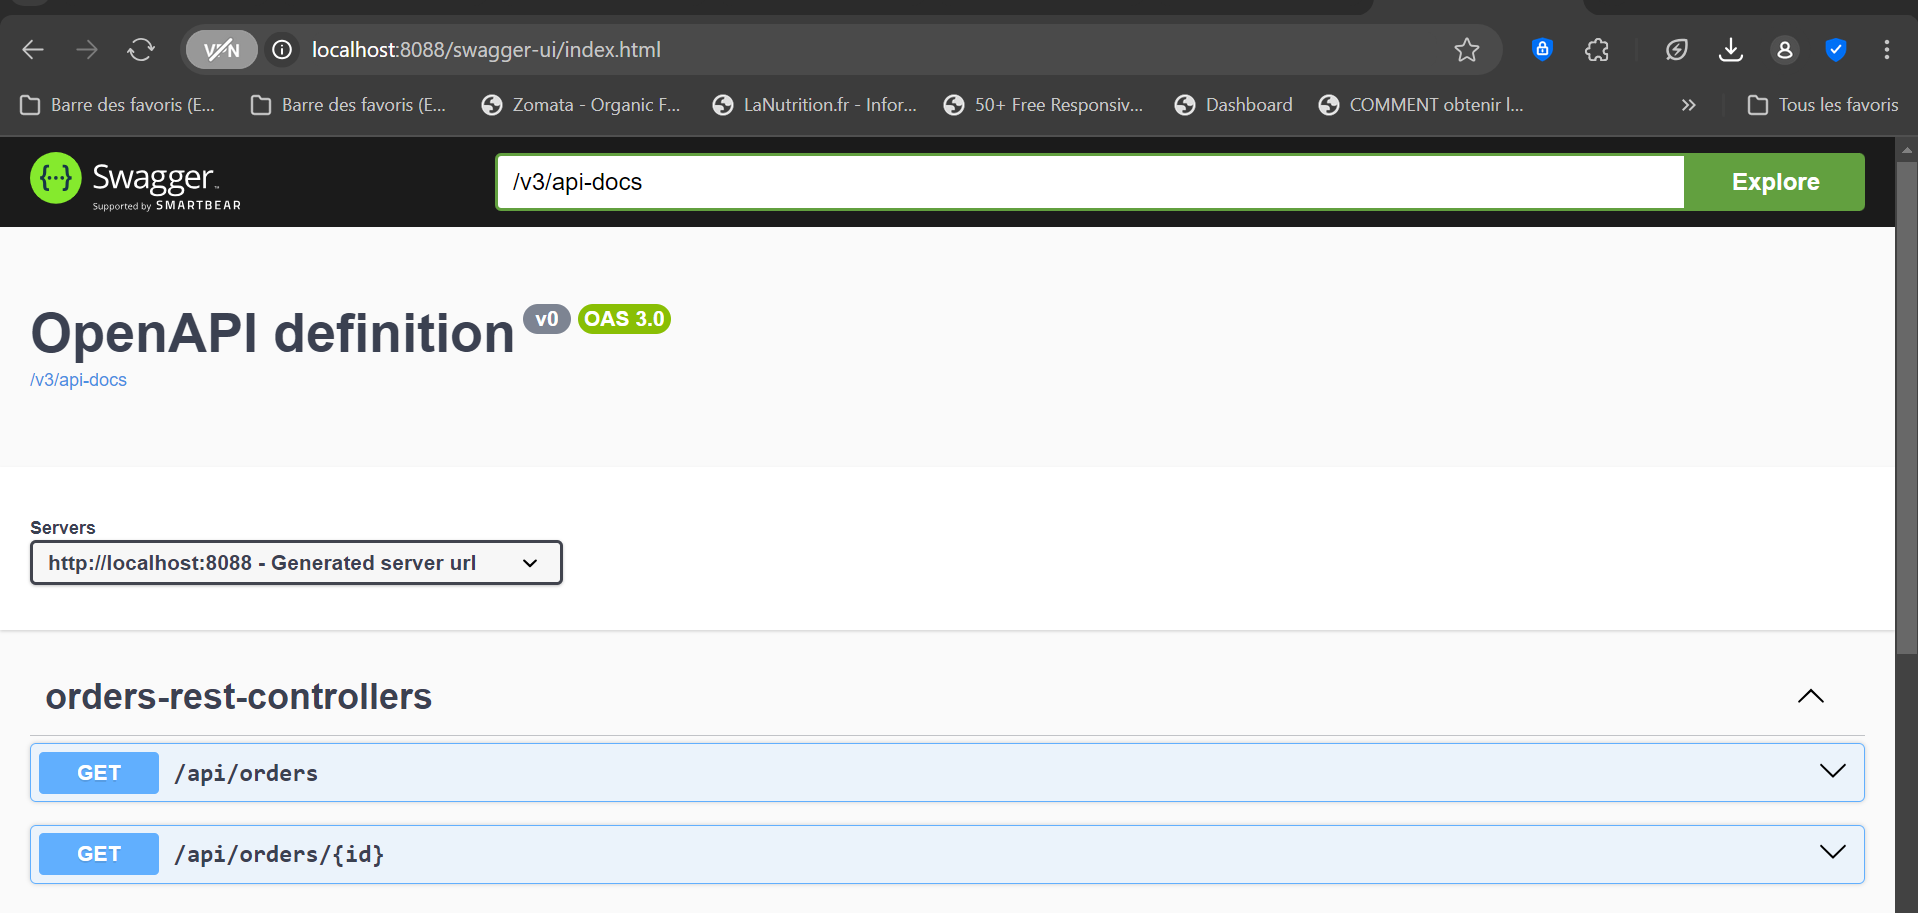 VPN
localhost:8088/swagger-ui/index.html
Barre des favoris (E...
Barre des favoris (E...
Zomata - Organic F...
LaNutrition.fr - Infor...
50+ Free Responsiv...
Dashboard
COMMENT obtenir l...
»
Tous les favoris
{···} Swagger™
Supported by SMARTBEAR
/v3/api-docs
Explore
OpenAPI definition v0 OAS 3.0
/v3/api-docs
Servers
http://localhost:8088 - Generated server url
orders-rest-controllers
GET /api/orders
GET /api/orders/{id}